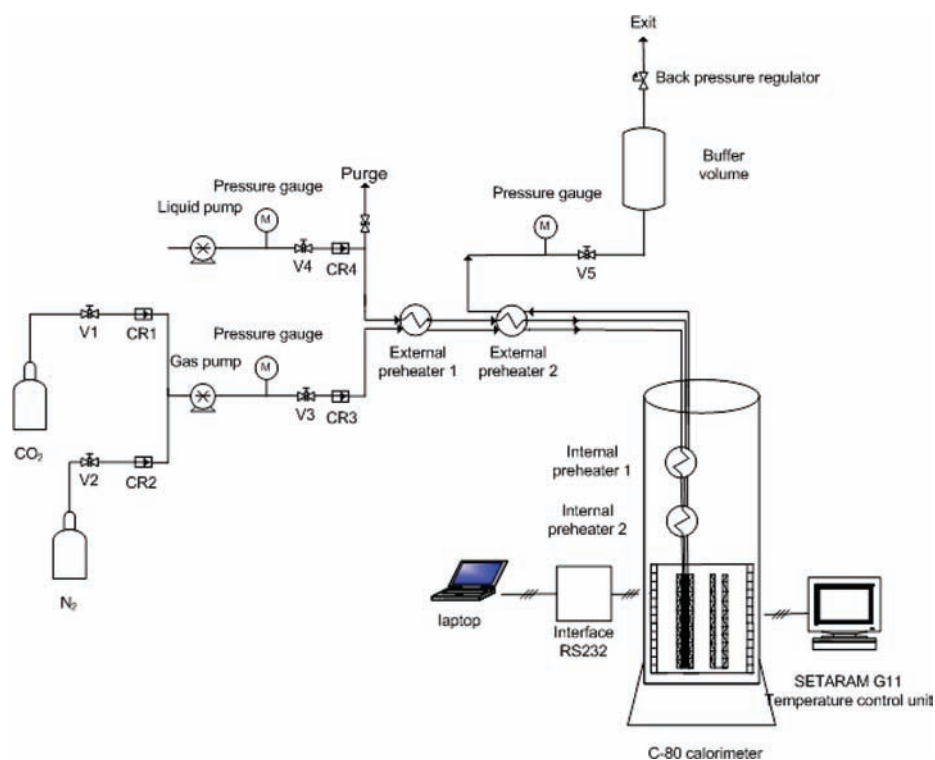 Exit
Back pressure regulator
Buffer
volume
Purge
Pressure gauge
Pressure gauge
Liquid pump
M
M
V4
CR4
V5
V1
CR1
Pressure gauge
Gas pump
M
External
preheater 1
External
preheater 2
V3
CR3
CO₂
V2
CR2
N₂
Internal
preheater 1
Internal
preheater 2
laptop
Interface
RS232
SETARAM G11
Temperature control unit
C-80 calorimeter